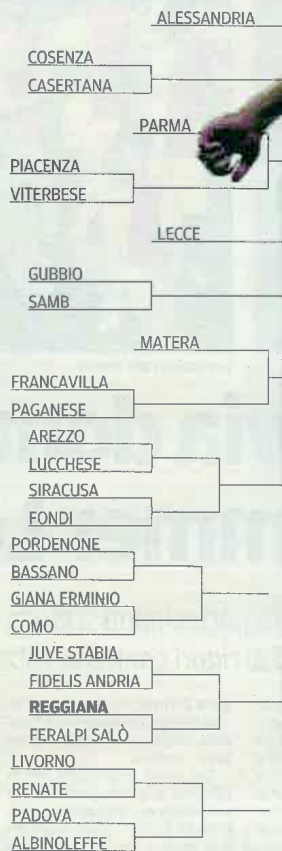 ALESSANDRIA
COSENZA
CASERTANA
PARMA
PIACENZA
VITERBESE
LECCE
GUBBIO
SAMB
MATERA
FRANCAVILLA
PAGANESE
AREZZO
LUCCHESE
SIRACUSA
FONDI
PORDENONE
BASSANO
GIANA ERMINIO
COMO
JUVE STABIA
FIDELIS ANDRIA
REGGIANA
FERALPI SALÒ
LIVORNO
RENATE
PADOVA
ALBINOLEFFE